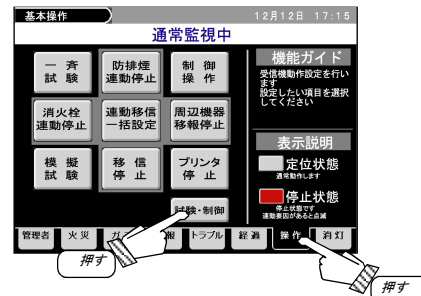 基本操作
12月12日 17:15
通常監視中
一 斉
試 験
防排煙
連動停止
制 御
操 作
消火栓
連動停止
連動移信
一括設定
周辺機器
移報停止
模 擬
試 験
移 信
停 止
プリンタ
停 止
試験・制御
機能ガイド
受信機動作設定を行い
ます
設定したい項目を選択
してください
表示説明
定位状態
通常動作します
停止状態
停止状態です
連動要因があると点滅
管理者
火 災
ガ
報
トラブル
経 過
操 作
消 灯
押す
押す